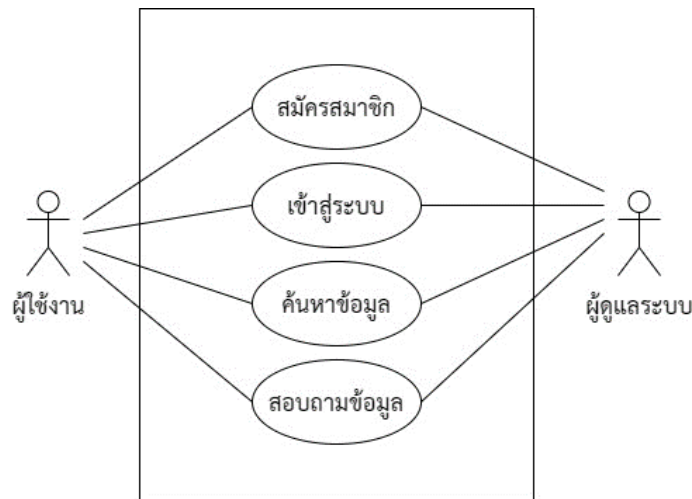 สมัครสมาชิก
เข้าสู่ระบบ
ค้นหาข้อมูล
สอบถามข้อมูล
ผู้ใช้งาน
ผู้ดูแลระบบ